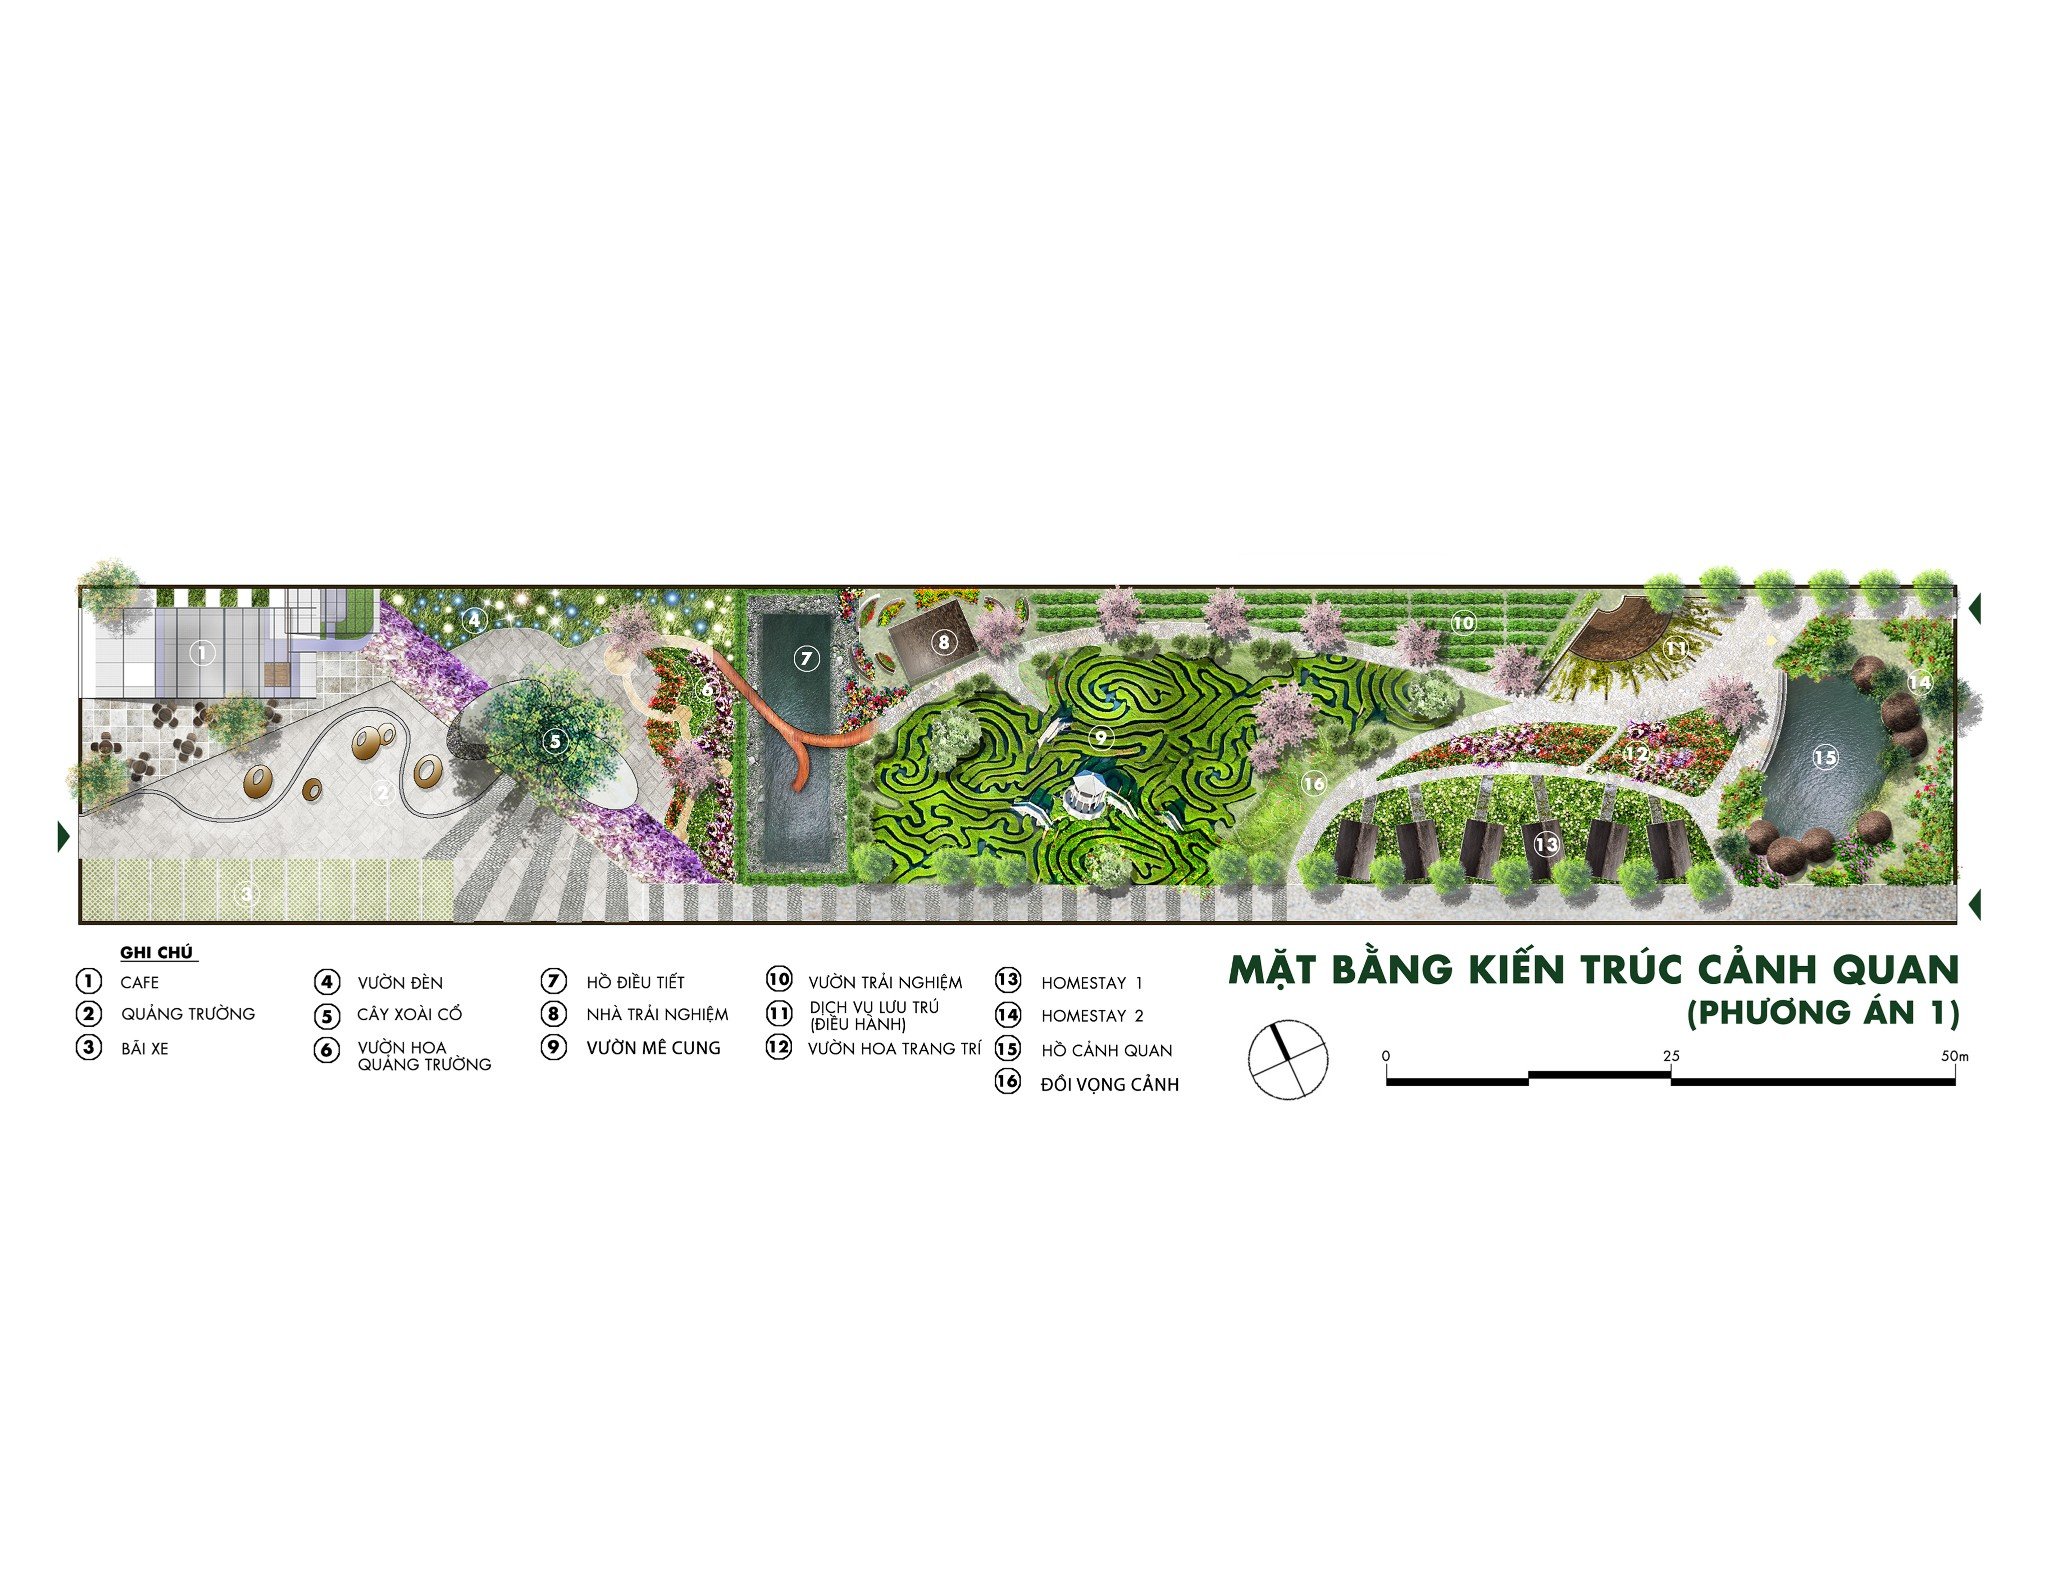 1
2
3
4
5
6
7
8
9
10
11
12
13
14
15
16
GHI CHÚ
1 CAFE
2 QUẢNG TRƯỜNG
3 BÃI XE
4 VƯỜN ĐÈN
5 CÂY XOÀI CỔ
6 VƯỜN HOA
QUẢNG TRƯỜNG
7 HỒ ĐIỀU TIẾT
8 NHÀ TRẢI NGHIỆM
9 VƯỜN MÊ CUNG
10 VƯỜN TRẢI NGHIỆM
11 DỊCH VỤ LƯU TRÚ
(ĐIỀU HÀNH)
12 VƯỜN HOA TRANG TRÍ
13 HOMESTAY 1
14 HOMESTAY 2
15 HỒ CẢNH QUAN
16 ĐỒI VỌNG CẢNH
MẶT BẰNG KIẾN TRÚC CẢNH QUAN
(PHƯƠNG ÁN 1)
0 25 50m